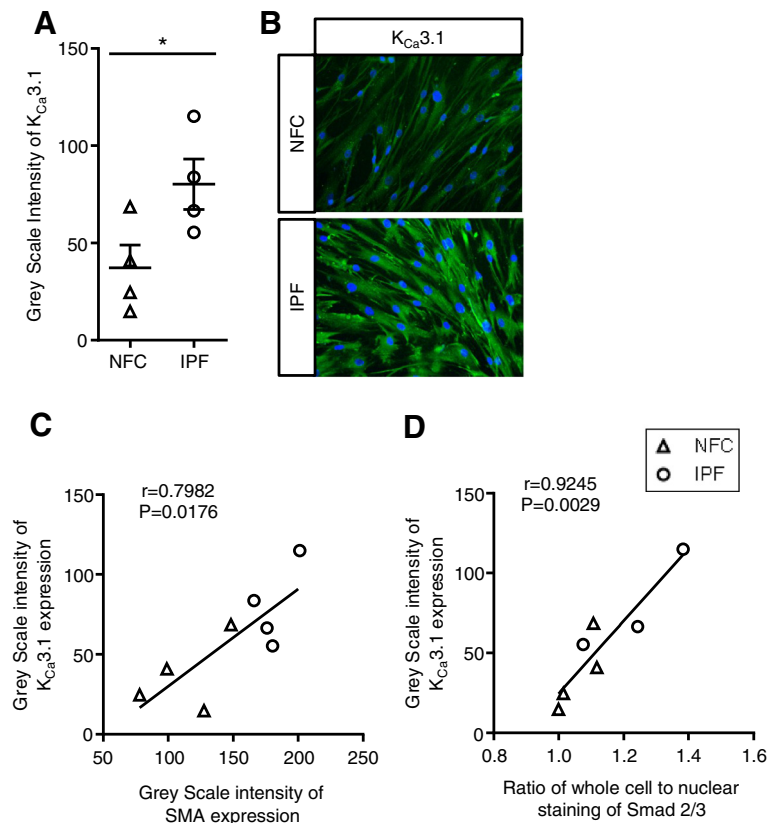 A
Grey Scale Intensity of KCa3.1
150
100
50
0
*
NFC
IPF
B
KCa3.1
NFC
IPF
C
r=0.7982
P=0.0176
Grey Scale intensity of
KCa3.1 expression
150
100
50
0
50 100 150 200 250
Grey Scale intensity of
SMA expression
D
NFC
IPF
r=0.9245
P=0.0029
Grey Scale intensity of
KCa3.1 expression
150
100
50
0
0.8 1.0 1.2 1.4 1.6
Ratio of whole cell to nuclear
staining of Smad 2/3